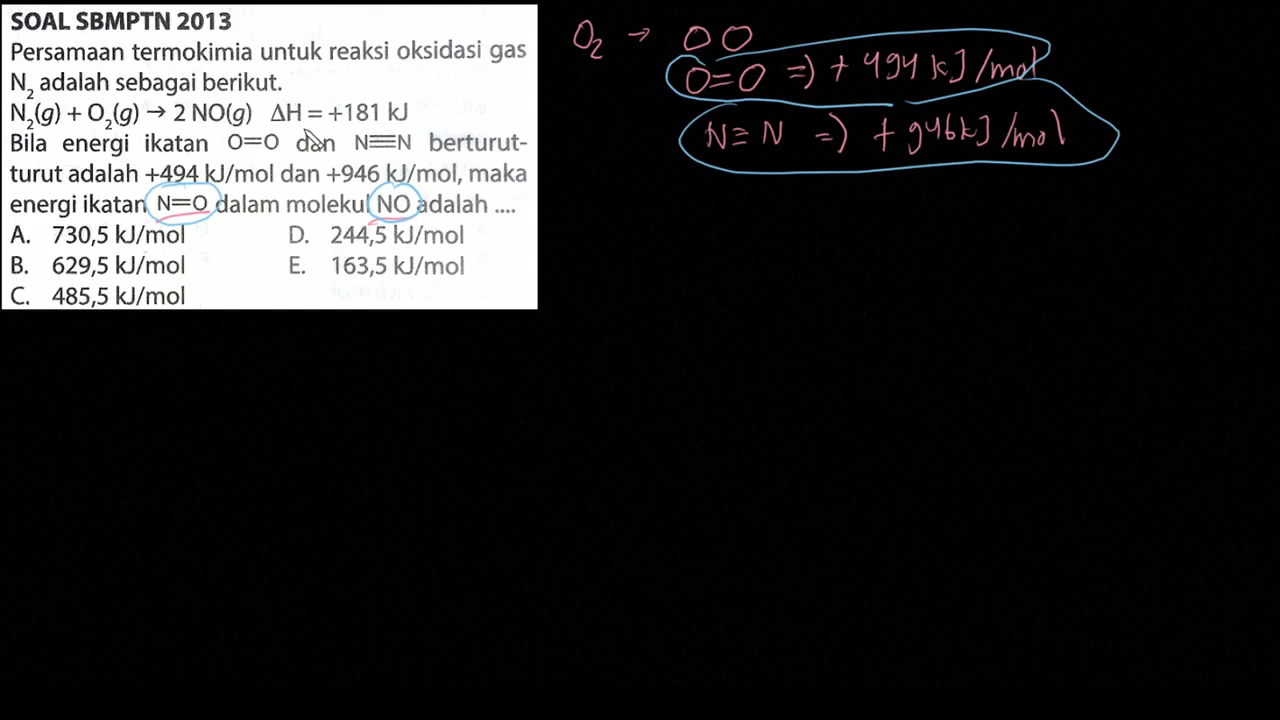 SOAL SBMPTN 2013
Persamaan termokimia untuk reaksi oksidasi gas
N₂ adalah sebagai berikut.
N₂(g) + O₂(g) → 2 NO(g) ΔH = +181 kJ
Bila energi ikatan O=O dan N≡N berturut-
turut adalah +494 kJ/mol dan +946 kJ/mol, maka
energi ikatan N=O dalam molekul NO adalah ....
A. 730,5 kJ/mol D. 244,5 kJ/mol
B. 629,5 kJ/mol E. 163,5 kJ/mol
C. 485,5 kJ/mol
O₂ → O O
O=O => + 494 kJ/mol
N≡N => + 946 kJ/mol